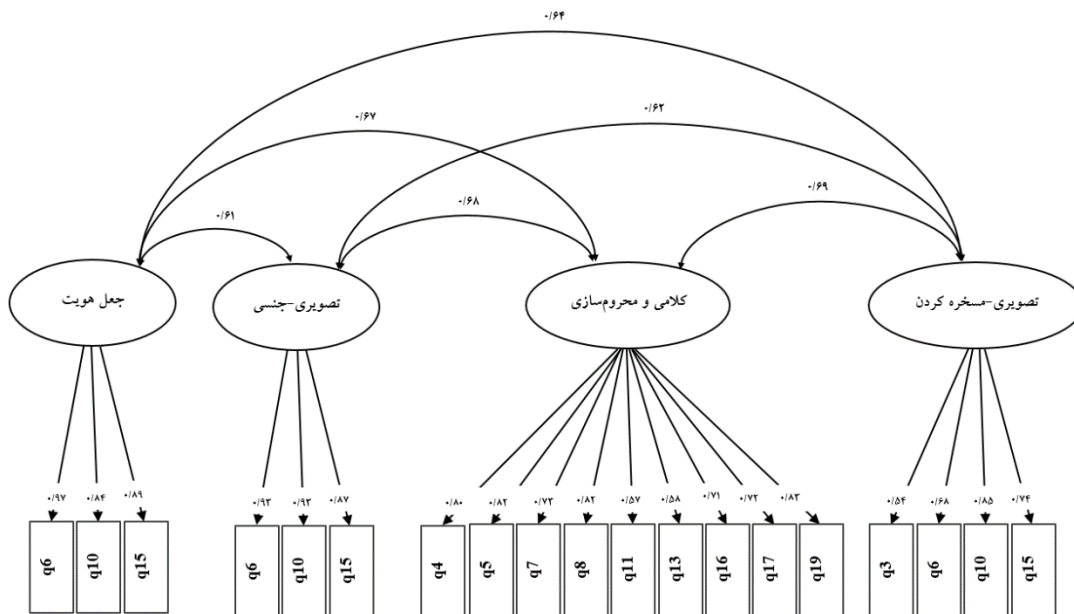 ۰/۶۴
۰/۶۷
۰/۶۲
۰/۶۱
۰/۶۸
۰/۶۹
جعل هویت
تصویری-جنسی
کلامی و محروم‌سازی
تصویری-مسخره کردن
۰/۹۷ ۰/۸۴ ۰/۸۹
۰/۹۳ ۰/۹۳ ۰/۸۷
۰/۸۰ ۰/۸۲ ۰/۷۳ ۰/۸۲ ۰/۵۷ ۰/۵۸ ۰/۷۱ ۰/۷۲ ۰/۸۳
۰/۵۴ ۰/۶۸ ۰/۸۵ ۰/۷۴
q6 q10 q15
q6 q10 q15
q4 q5 q7 q8 q11 q13 q16 q17 q19
q3 q6 q10 q15